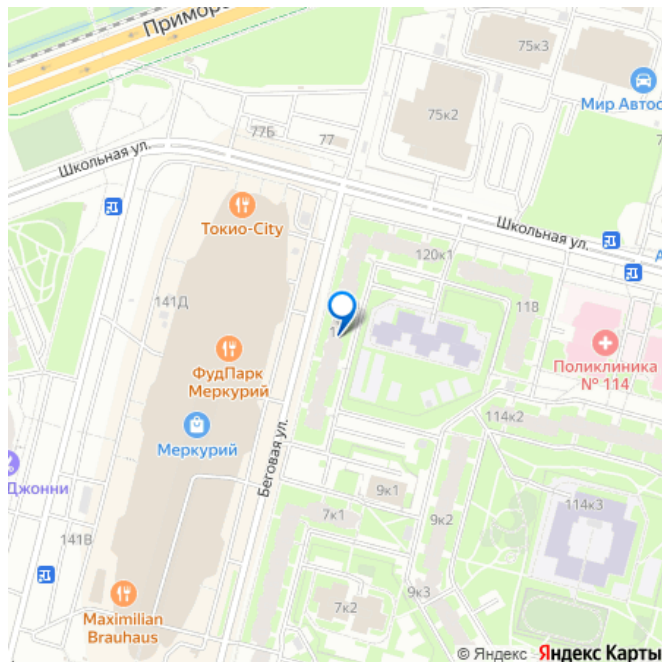 Приморс
75к3
75к2
Мир Автос
77Б
77
Школьная ул.
Токио-City
Школьная ул.
120к1
141Д
118
ФудПарк
Меркурий
Поликлиника
№ 114
114к2
Меркурий
Беговая ул.
Джонни
9к1
114к3
7к1
9к2
141В
9к3
7к2
Maximilian
Brauhaus
© Яндекс Яндекс Карты